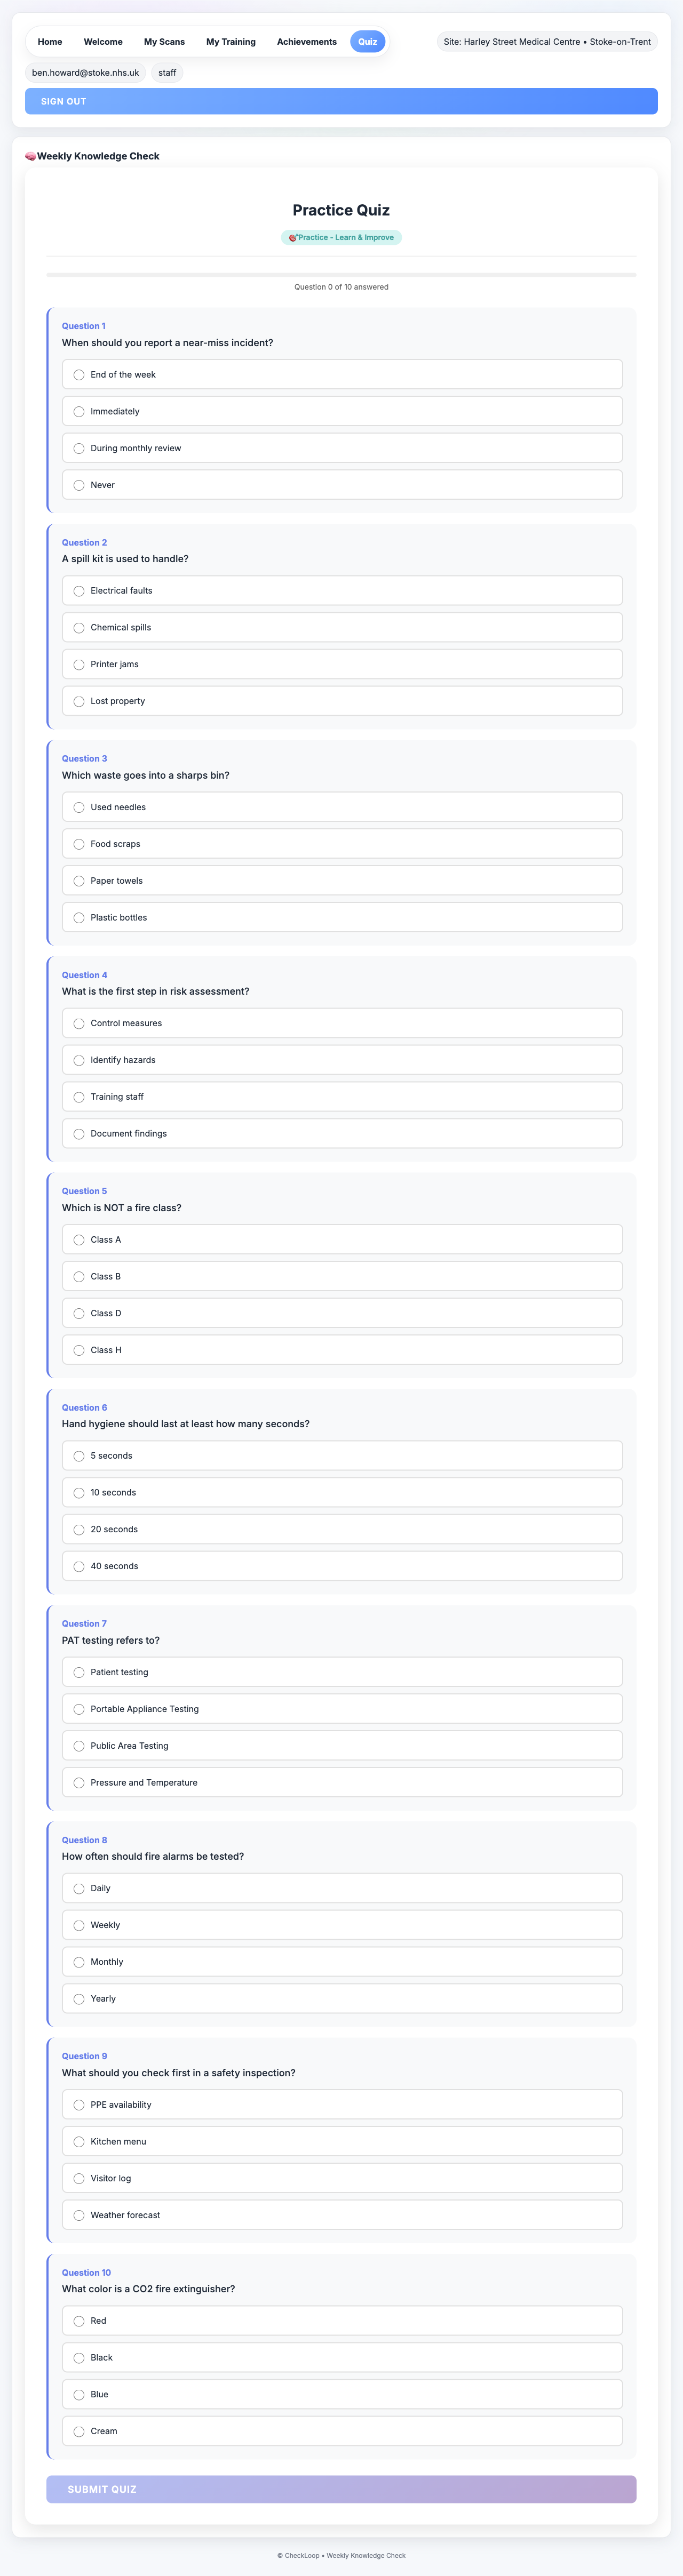 Home Welcome My Scans My Training Achievements Quiz
Site: Harley Street Medical Centre • Stoke-on-Trent
ben.howard@stoke.nhs.uk staff
SIGN OUT
Weekly Knowledge Check
Practice Quiz
Practice - Learn & Improve
Question 0 of 10 answered
Question 1
When should you report a near-miss incident?
End of the week
Immediately
During monthly review
Never
Question 2
A spill kit is used to handle?
Electrical faults
Chemical spills
Printer jams
Lost property
Question 3
Which waste goes into a sharps bin?
Used needles
Food scraps
Paper towels
Plastic bottles
Question 4
What is the first step in risk assessment?
Control measures
Identify hazards
Training staff
Document findings
Question 5
Which is NOT a fire class?
Class A
Class B
Class D
Class H
Question 6
Hand hygiene should last at least how many seconds?
5 seconds
10 seconds
20 seconds
40 seconds
Question 7
PAT testing refers to?
Patient testing
Portable Appliance Testing
Public Area Testing
Pressure and Temperature
Question 8
How often should fire alarms be tested?
Daily
Weekly
Monthly
Yearly
Question 9
What should you check first in a safety inspection?
PPE availability
Kitchen menu
Visitor log
Weather forecast
Question 10
What color is a CO2 fire extinguisher?
Red
Black
Blue
Cream
SUBMIT QUIZ
© CheckLoop • Weekly Knowledge Check